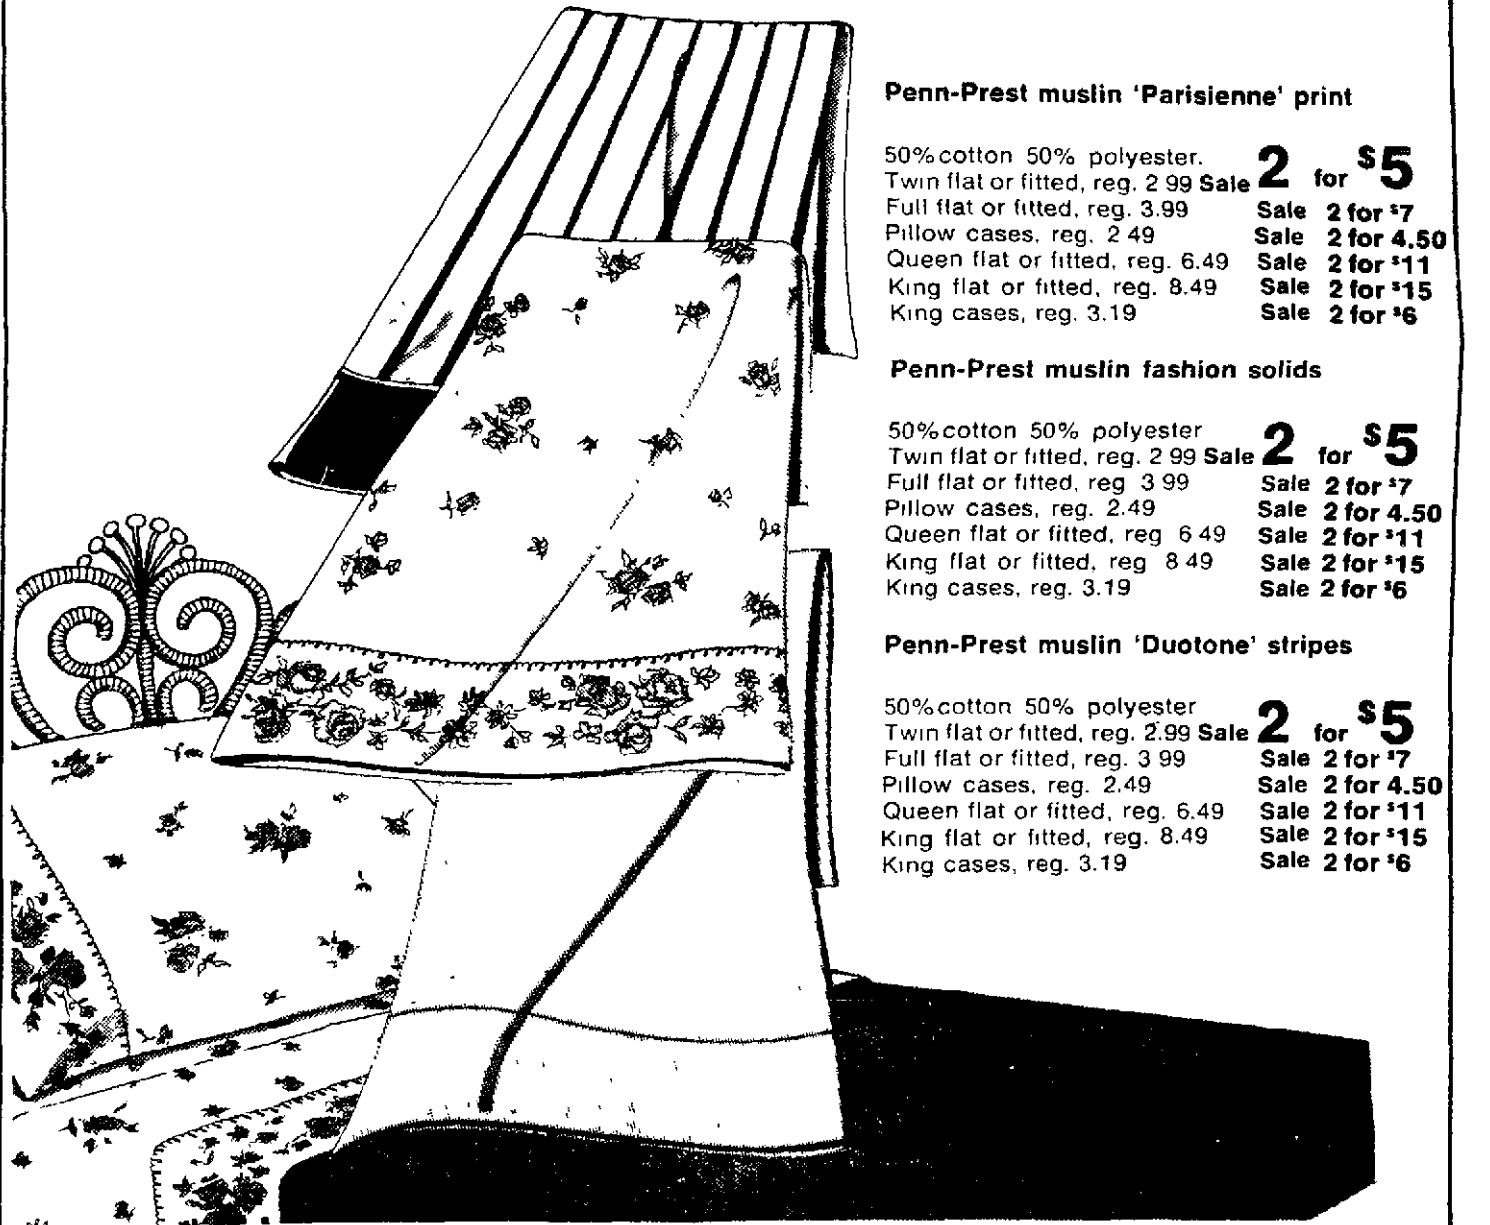 Penn-Prest muslin ‘Parisienne’ print
50% cotton 50% polyester.
Twin flat or fitted, reg. 2 99 Sale 2 for $5
Full flat or fitted, reg. 3.99 Sale 2 for $7
Pillow cases, reg. 2 49 Sale 2 for 4.50
Queen flat or fitted, reg. 6.49 Sale 2 for $11
King flat or fitted, reg. 8.49 Sale 2 for $15
King cases, reg. 3.19 Sale 2 for $6
Penn-Prest muslin fashion solids
50% cotton 50% polyester
Twin flat or fitted, reg. 2 99 Sale 2 for $5
Full flat or fitted, reg 3 99 Sale 2 for $7
Pillow cases, reg. 2.49 Sale 2 for 4.50
Queen flat or fitted, reg 6 49 Sale 2 for $11
King flat or fitted, reg 8 49 Sale 2 for $15
King cases, reg. 3.19 Sale 2 for $6
Penn-Prest muslin ‘Duotone’ stripes
50% cotton 50% polyester
Twin flat or fitted, reg. 2.99 Sale 2 for $5
Full flat or fitted, reg. 3 99 Sale 2 for $7
Pillow cases, reg. 2.49 Sale 2 for 4.50
Queen flat or fitted, reg. 6.49 Sale 2 for $11
King flat or fitted, reg. 8.49 Sale 2 for $15
King cases, reg. 3.19 Sale 2 for $6